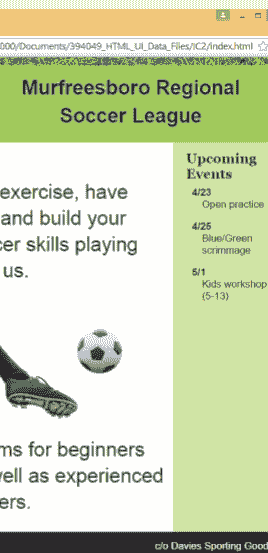 000/Documents/394049_HTML_UI_Data_Files/IC2/index.html
Murfreesboro Regional
Soccer League
exercise, have
and build your
cer skills playing
us.
Upcoming
Events
4/23
Open practice
4/25
Blue/Green
scrimmage
5/1
Kids workshop
(5-13)
ms for beginners
vell as experienced
ers.
c/o Davies Sporting Good